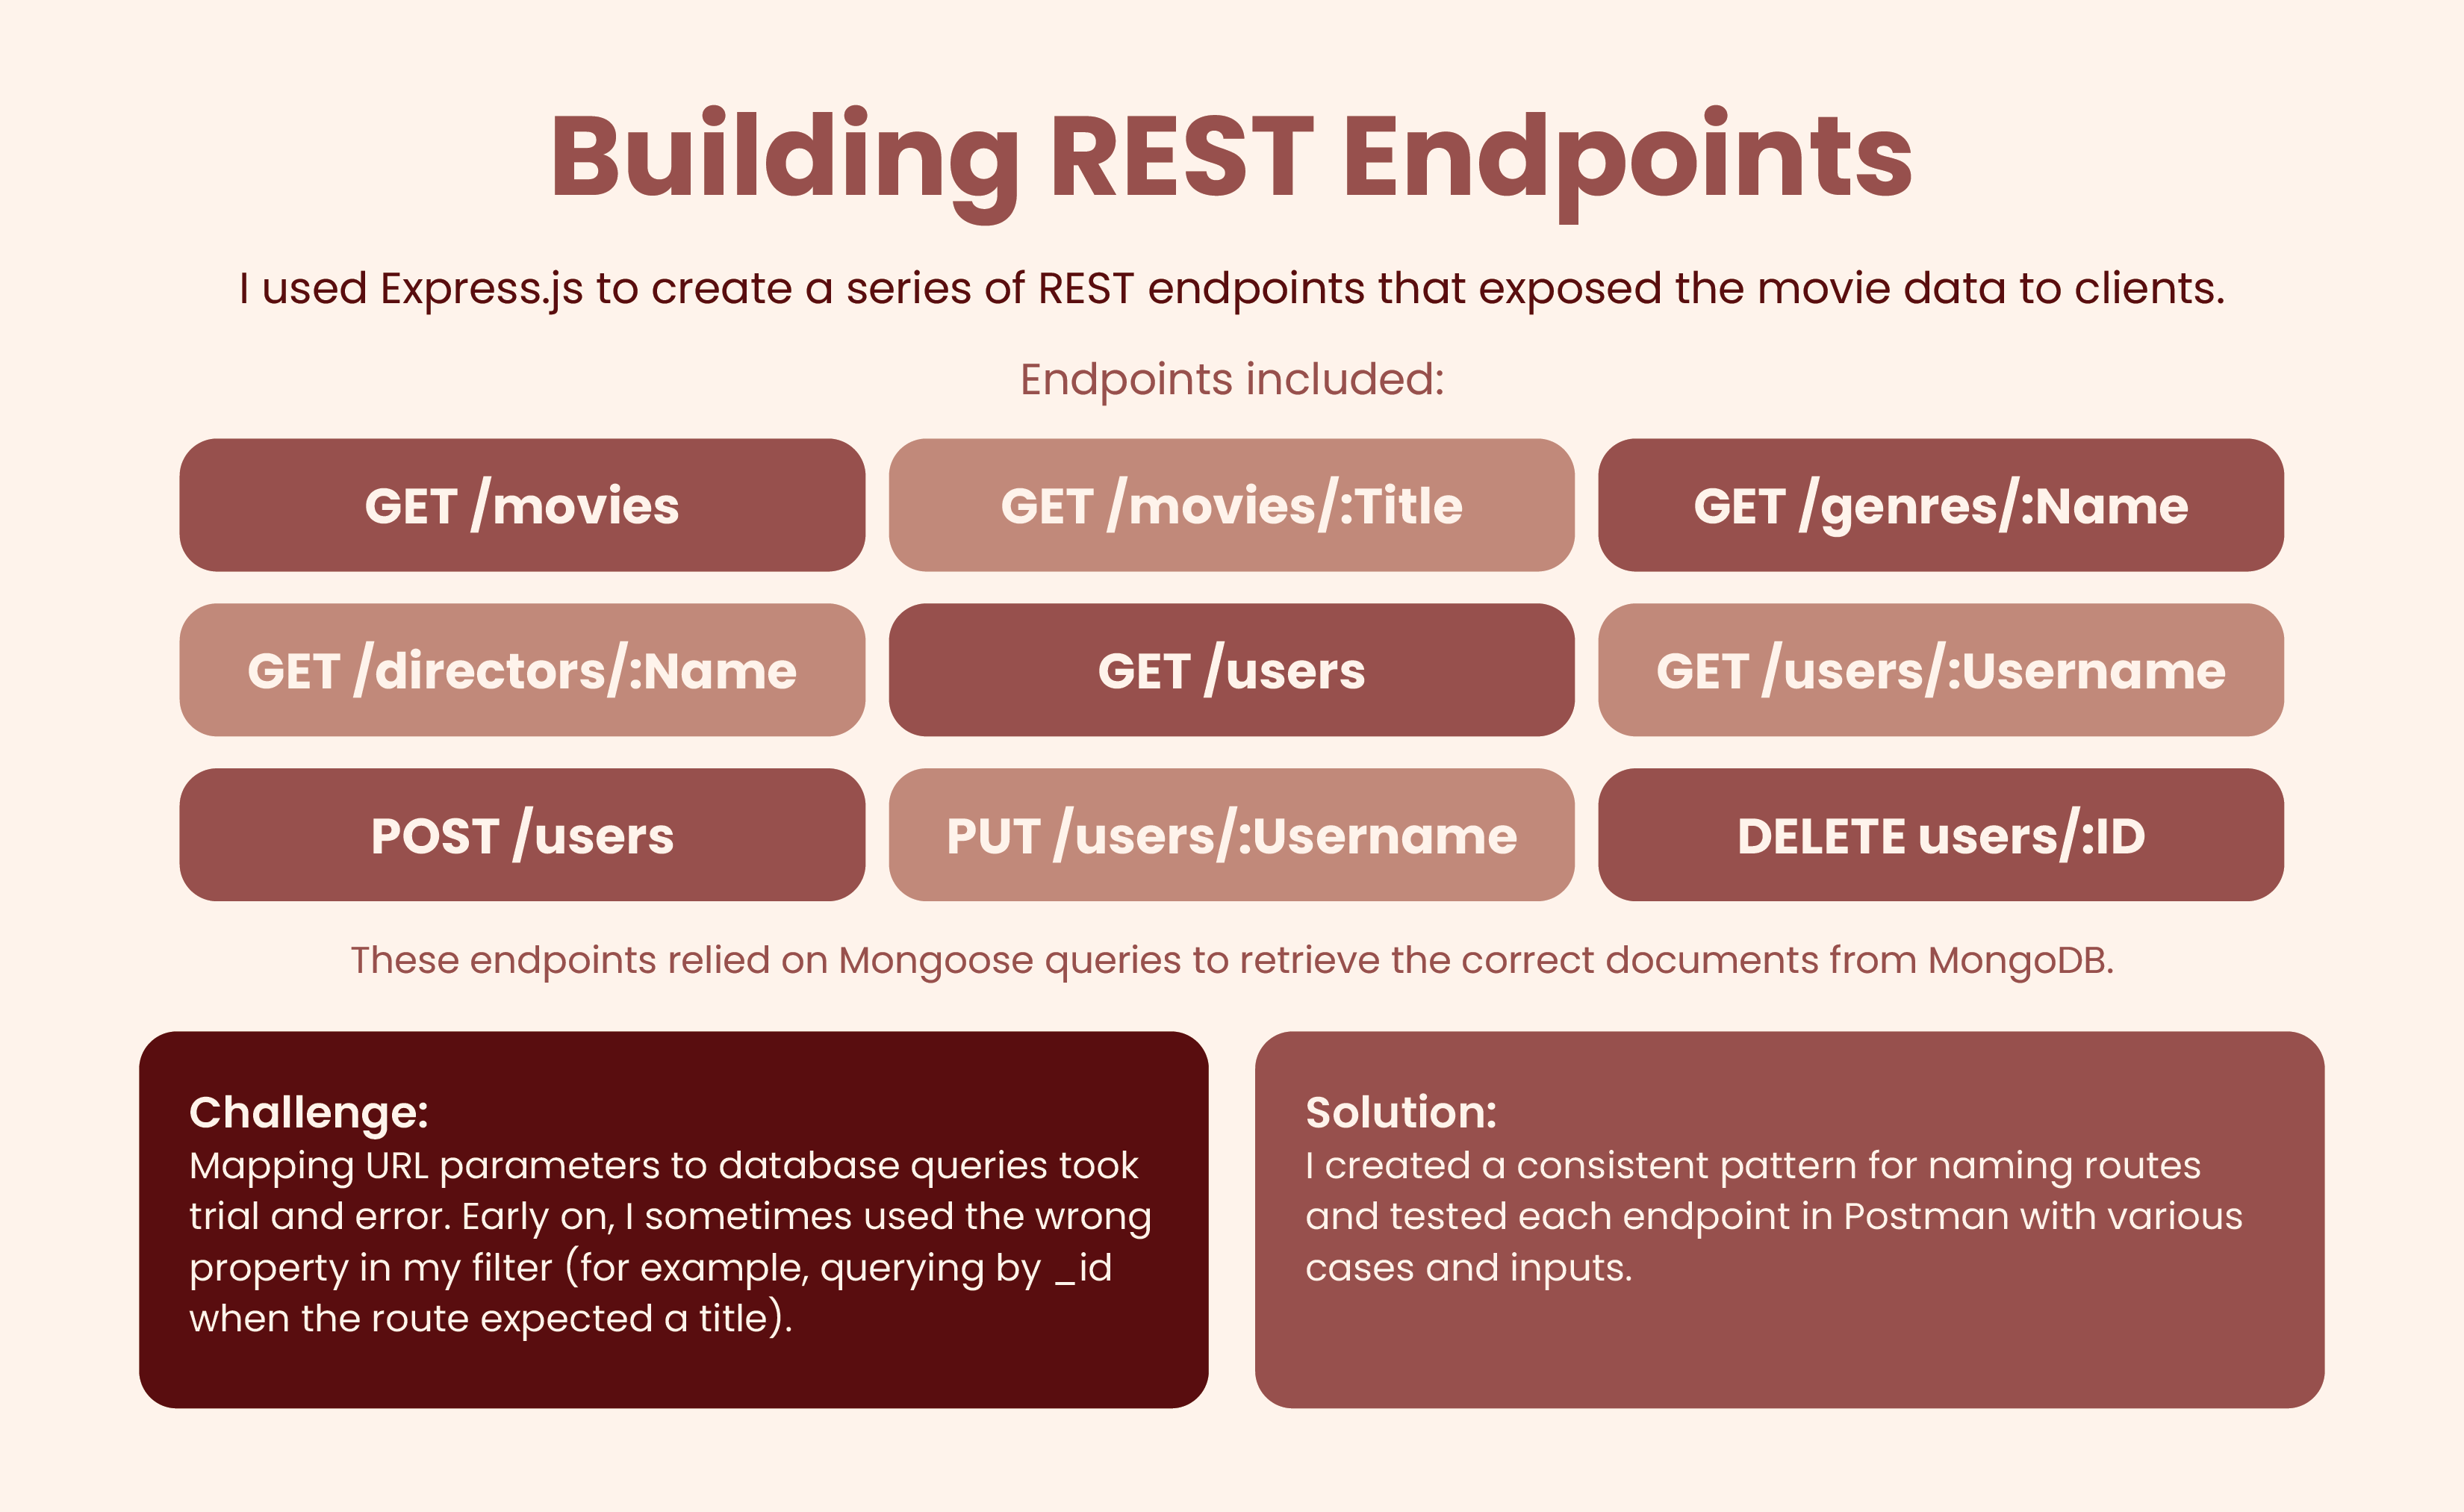 Building REST Endpoints
I used Express.js to create a series of REST endpoints that exposed the movie data to clients.
Endpoints included:
GET /movies
GET /movies/:Title
GET /genres/:Name
GET /directors/:Name
GET /users
GET /users/:Username
POST /users
PUT /users/:Username
DELETE users/:ID
These endpoints relied on Mongoose queries to retrieve the correct documents from MongoDB.
Challenge:
Mapping URL parameters to database queries took
trial and error. Early on, I sometimes used the wrong
property in my filter (for example, querying by _id
when the route expected a title).
Solution:
I created a consistent pattern for naming routes
and tested each endpoint in Postman with various
cases and inputs.